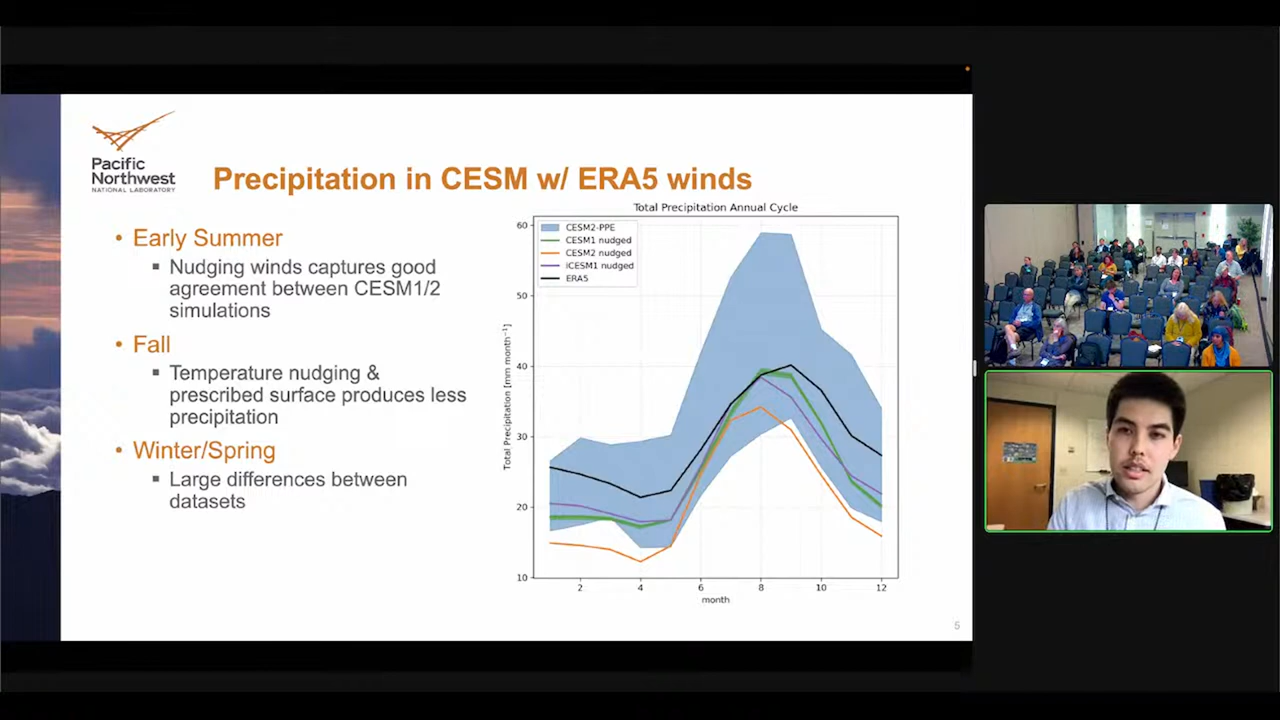 Pacific
Northwest
NATIONAL LABORATORY
Precipitation in CESM w/ ERA5 winds
• Early Summer
▪ Nudging winds captures good
agreement between CESM1/2
simulations
• Fall
▪ Temperature nudging &
prescribed surface produces less
precipitation
• Winter/Spring
▪ Large differences between
datasets
Total Precipitation Annual Cycle
CESM2-PPE
CESM1 nudged
CESM2 nudged
iCESM1 nudged
ERA5
Total Precipitation [mm month⁻¹]
60
50
40
30
20
10
2 4 6 8 10 12
month
5